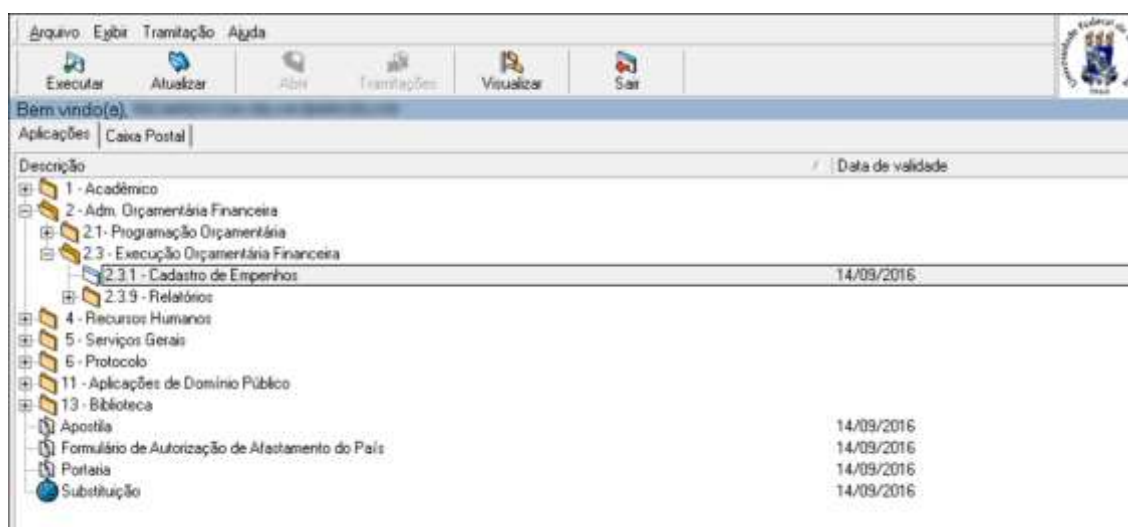 Arquivo Exibir Tramitação Ajuda
Executar Atualizar Abrir Tramitações Visualizar Sair
Bem vindo(a),
Aplicações Caixa Postal
Descrição / Data de validade
1 - Acadêmico
2 - Adm. Orçamentária Financeira
2.1- Programação Orçamentária
2.3 - Execução Orçamentária Financeira
2.3.1 - Cadastro de Empenhos 14/09/2016
2.3.9 - Relatórios
4 - Recursos Humanos
5 - Serviços Gerais
6 - Protocolo
11 - Aplicações de Domínio Público
13 - Biblioteca
Apostila 14/09/2016
Formulário de Autorização de Afastamento do País 14/09/2016
Portaria 14/09/2016
Substituição 14/09/2016